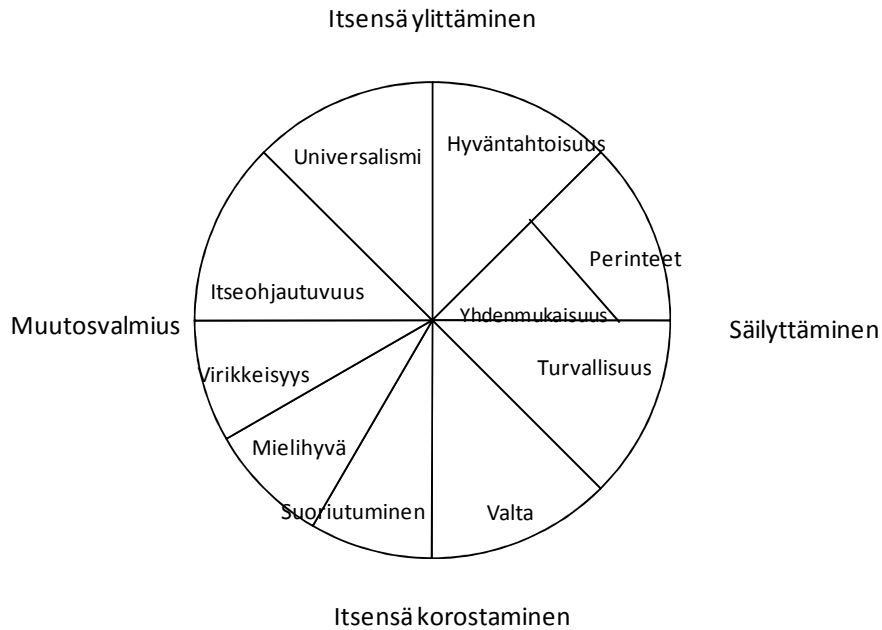 Itsensä ylittäminen
Hyväntahtoisuus
Universalismi
Perinteet
Itseohjautuvuus
Yhdenmukaisuus
Muutosvalmius
Säilyttäminen
Turvallisuus
Virikkeisyys
Mielihyvä
Suoriutuminen
Valta
Itsensä korostaminen